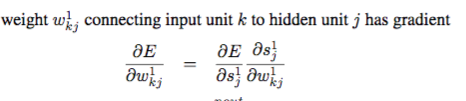 weight w¹ₖⱼ connecting input unit k to hidden unit j has gradient
∂E/∂w¹ₖⱼ = ∂E/∂s¹ⱼ ∂s¹ⱼ/∂w¹ₖⱼ